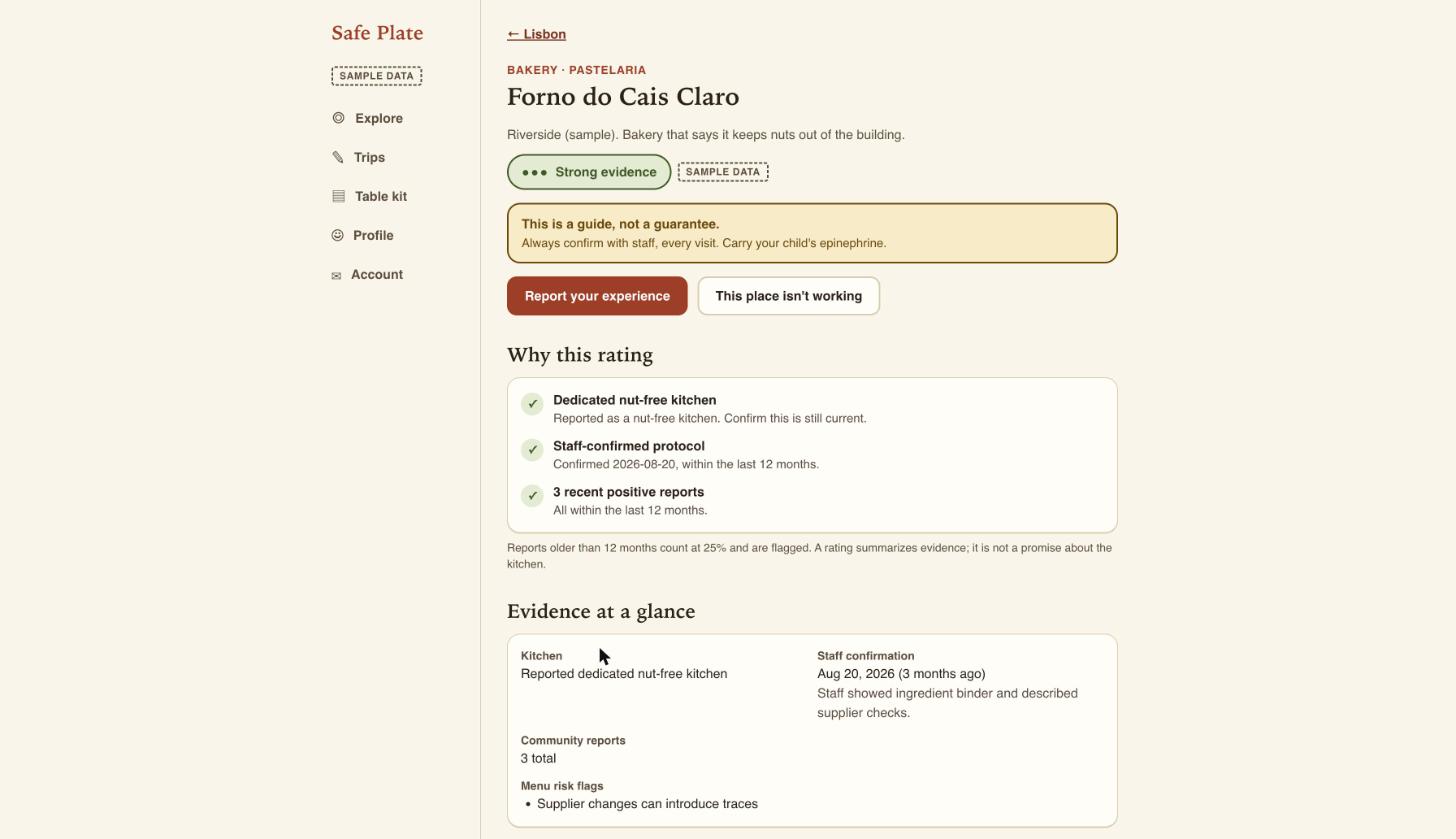 Safe Plate
SAMPLE DATA
Explore
Trips
Table kit
Profile
Account
← Lisbon
BAKERY · PASTELARIA
Forno do Cais Claro
Riverside (sample). Bakery that says it keeps nuts out of the building.
●●● Strong evidence
SAMPLE DATA
This is a guide, not a guarantee.
Always confirm with staff, every visit. Carry your child's epinephrine.
Report your experience
This place isn't working
Why this rating
✓ Dedicated nut-free kitchen
Reported as a nut-free kitchen. Confirm this is still current.
✓ Staff-confirmed protocol
Confirmed 2026-08-20, within the last 12 months.
✓ 3 recent positive reports
All within the last 12 months.
Reports older than 12 months count at 25% and are flagged. A rating summarizes evidence; it is not a promise about the
kitchen.
Evidence at a glance
Kitchen
Reported dedicated nut-free kitchen
Staff confirmation
Aug 20, 2026 (3 months ago)
Staff showed ingredient binder and described
supplier checks.
Community reports
3 total
Menu risk flags
• Supplier changes can introduce traces